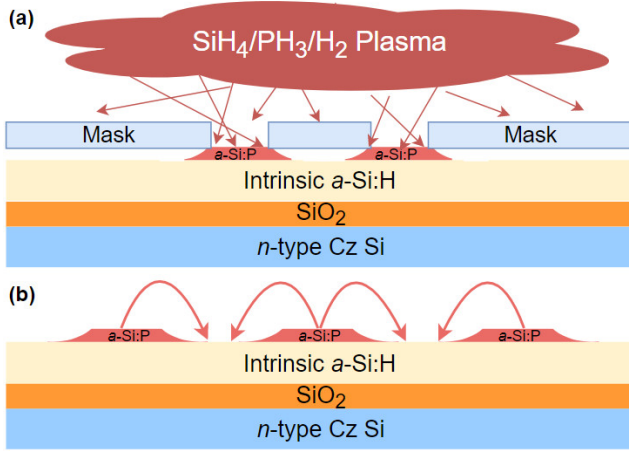 (a)
SiH₄/PH₃/H₂ Plasma
Mask
Mask
a-Si:P
a-Si:P
Intrinsic a-Si:H
SiO₂
n-type Cz Si
(b)
a-Si:P
a-Si:P
a-Si:P
Intrinsic a-Si:H
SiO₂
n-type Cz Si